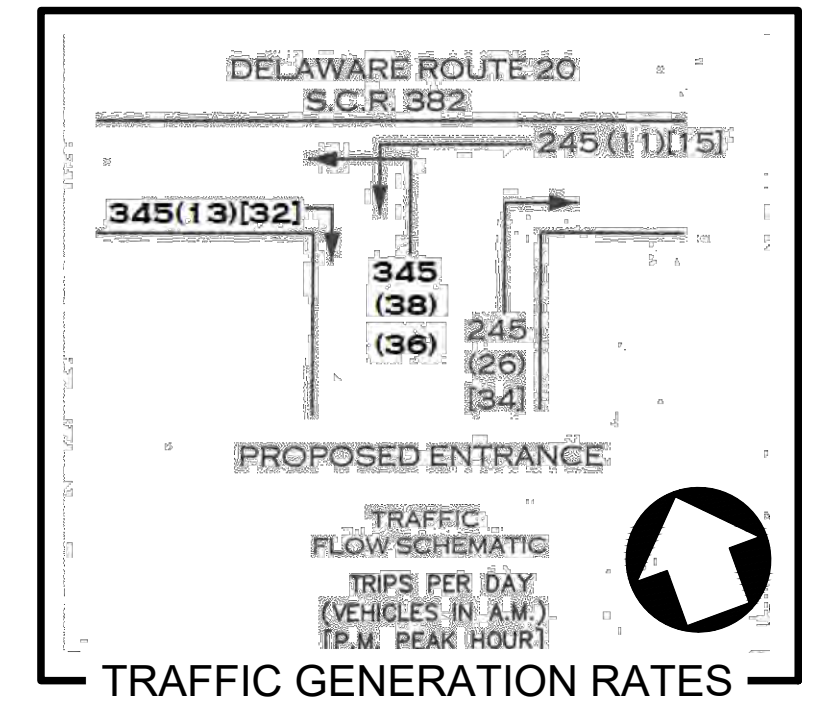 DELAWARE ROUTE 20
S.C.R. 382
245 (11)[15]
345(13)[32]
345
(38)
(36)
245
(26)
[34]
PROPOSED ENTRANCE
TRAFFIC
FLOW SCHEMATIC
TRIPS PER DAY
(VEHICLES IN A.M.)
[P.M. PEAK HOUR]
TRAFFIC GENERATION RATES